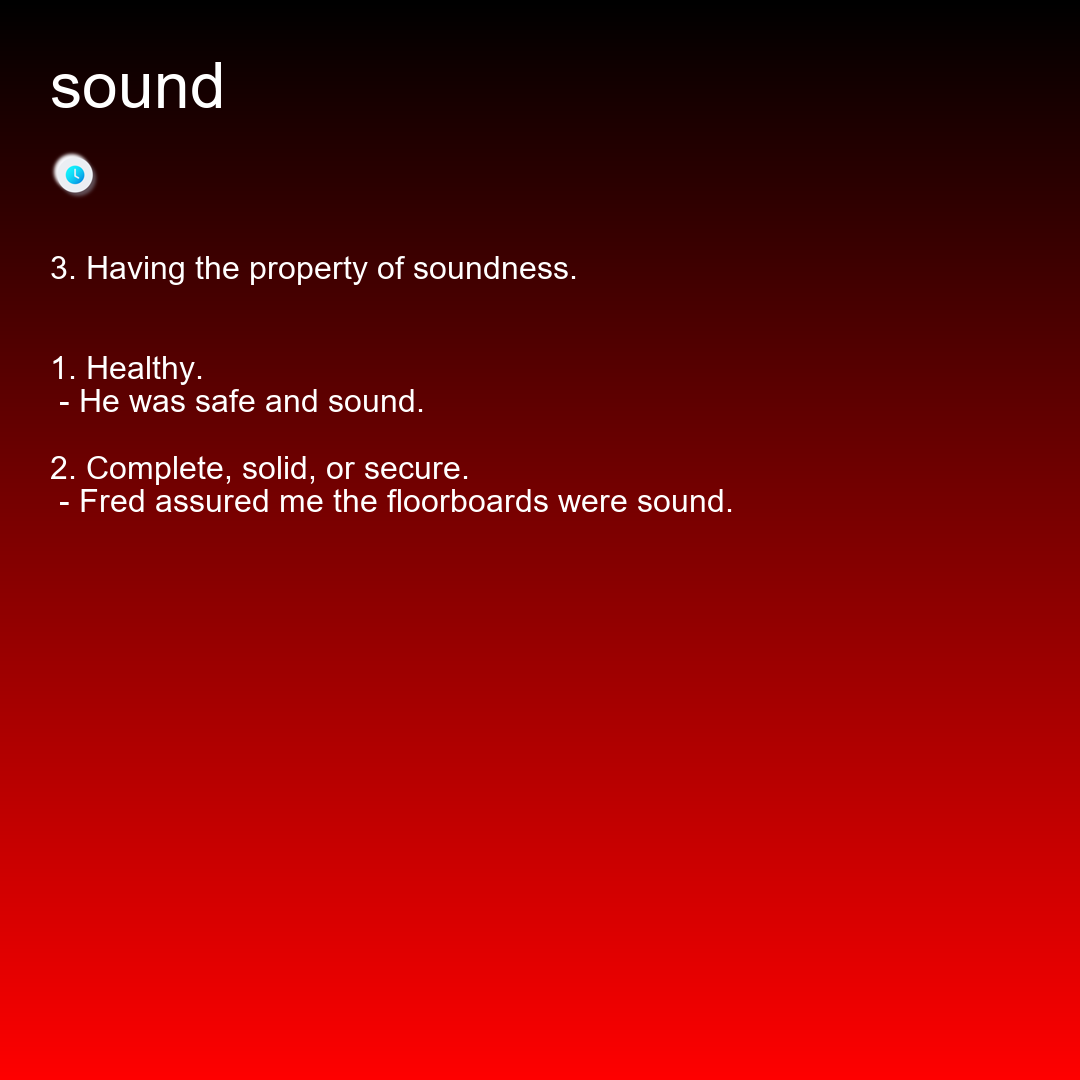 sound
3. Having the property of soundness.
1. Healthy.
- He was safe and sound.
2. Complete, solid, or secure.
- Fred assured me the floorboards were sound.